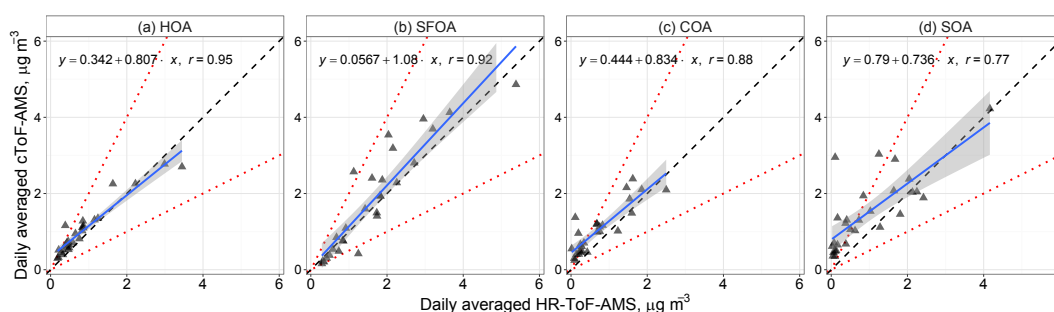 (a) HOA (b) SFOA (c) COA (d) SOA
y = 0.342 + 0.807 · x, r = 0.95
y = 0.0567 + 1.08 · x, r = 0.92
y = 0.444 + 0.834 · x, r = 0.88
y = 0.79 + 0.736 · x, r = 0.77
Daily averaged cToF-AMS, μg m⁻³
6
4
2
0
0 2 4 6 0 2 4 6 0 2 4 6 0 2 4
Daily averaged HR-ToF-AMS, μg m⁻³